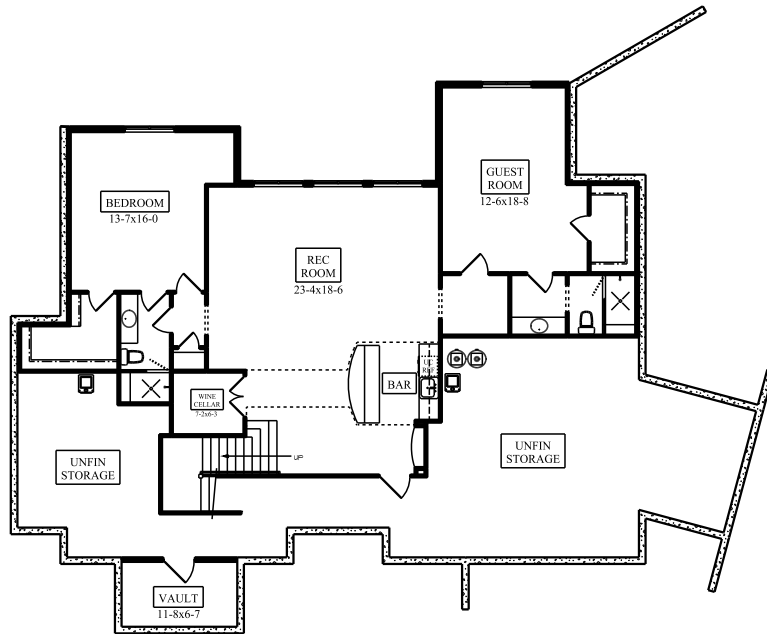 GUEST
ROOM
12-6x18-8
BEDROOM
13-7x16-0
REC
ROOM
23-4x18-6
BAR
WINE
CELLAR
7-2x6-3
UNFIN
STORAGE
UNFIN
STORAGE
UP
VAULT
11-8x6-7